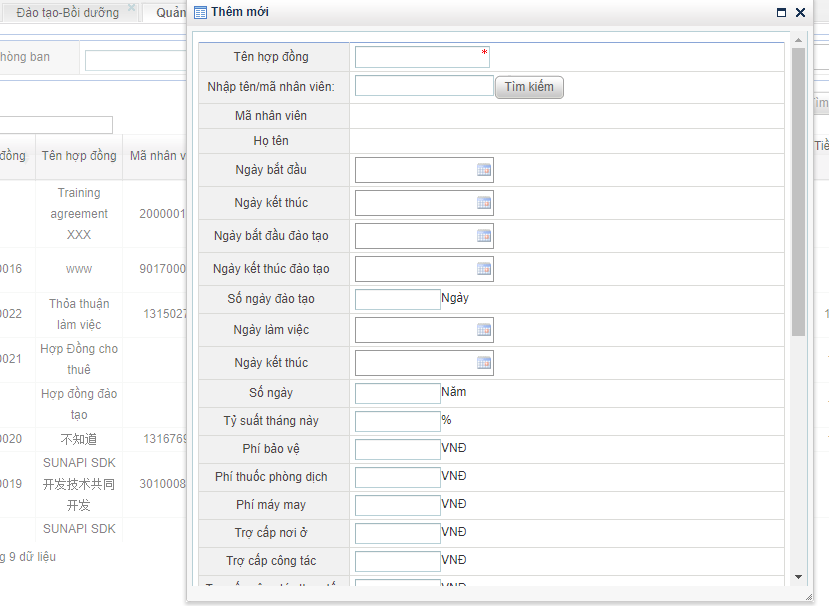 Đào tạo-Bồi dưỡng
Quản
Thêm mới
hòng ban
Tên hợp đồng
*
Nhập tên/mã nhân viên:
Tìm kiếm
Mã nhân viên
Họ tên
Ngày bắt đầu
Ngày kết thúc
Ngày bắt đầu đào tạo
Ngày kết thúc đào tạo
Số ngày đào tạo
Ngày
Ngày làm việc
Ngày kết thúc
Số ngày
Năm
Tỷ suất tháng này
%
Phí bảo vệ
VNĐ
Phí thuốc phòng dịch
VNĐ
Phí máy may
VNĐ
Trợ cấp nơi ở
VNĐ
Trợ cấp công tác
VNĐ
VNĐ
đồng
Tên hợp đồng
Mã nhân v
Training
agreement
XXX
2000001
0016
www
9017000
0022
Thỏa thuận
làm việc
1315027
0021
Hợp Đồng cho
thuê
Hợp đồng đào
tạo
0020
不知道
1316769
0019
SUNAPI SDK
开发技术共同
开发
3010008
SUNAPI SDK
g 9 dữ liệu
ìm
Tiề